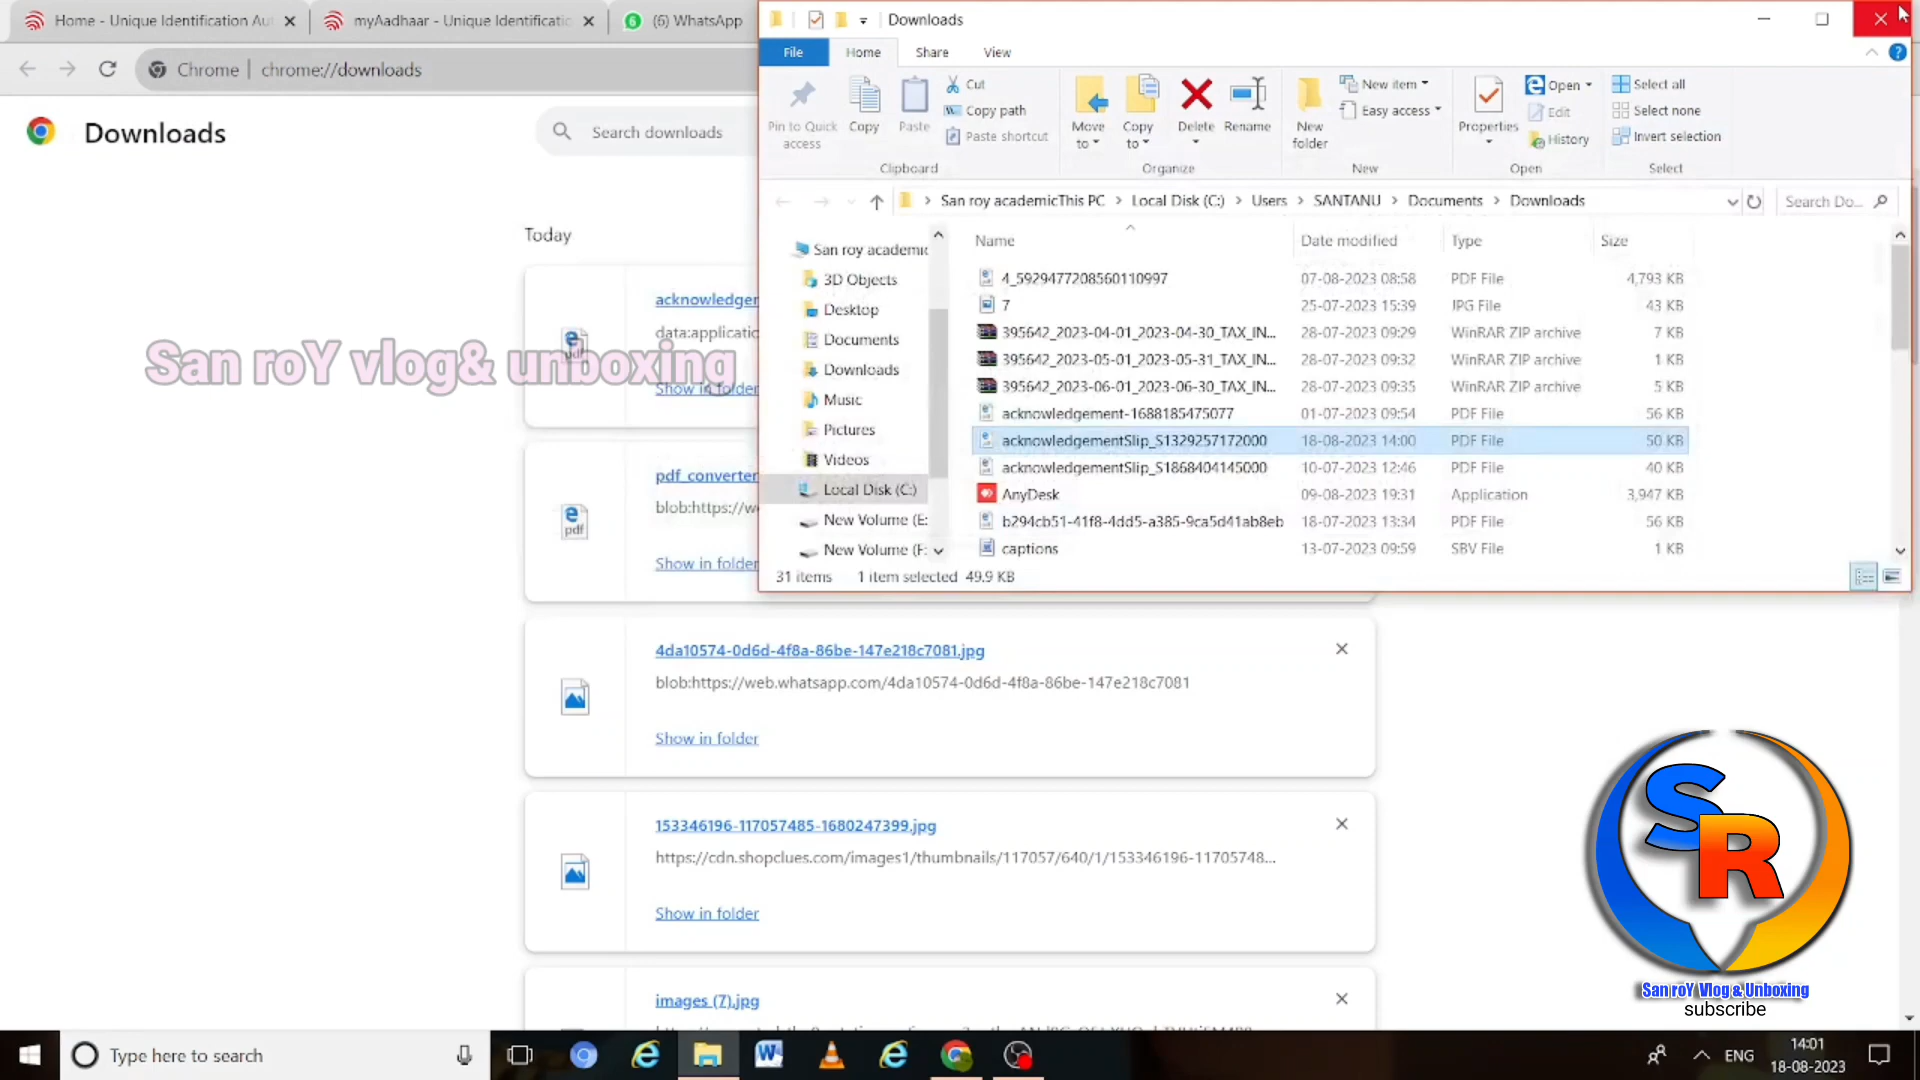 Home - Unique Identification Aut
myAadhaar - Unique Identificatic
(6) WhatsApp
Chrome
chrome://downloads
Downloads
Search downloads
Today
acknowledgem
data:applicatio
pdf
Show in folder
pdf_converter
blob:https://we
pdf
Show in folder
4da10574-0d6d-4f8a-86be-147e218c7081.jpg
blob:https://web.whatsapp.com/4da10574-0d6d-4f8a-86be-147e218c7081
Show in folder
153346196-117057485-1680247399.jpg
https://cdn.shopclues.com/images1/thumbnails/117057/640/1/153346196-11705748...
Show in folder
images (7).jpg
San roY vlog& unboxing
Downloads
File Home Share View
Pin to Quick access
Copy
Paste
Cut
Copy path
Paste shortcut
Clipboard
Move to
Copy to
Delete
Rename
Organize
New folder
New item
Easy access
New
Properties
Open
Edit
History
Open
Select all
Select none
Invert selection
Select
San roy academicThis PC > Local Disk (C:) > Users > SANTANU > Documents > Downloads
Search Do...
San roy academic
3D Objects
Desktop
Documents
Downloads
Music
Pictures
Videos
Local Disk (C:)
New Volume (E:
New Volume (F:
Name Date modified Type Size
4_5929477208560110997 07-08-2023 08:58 PDF File 4,793 KB
7 25-07-2023 15:39 JPG File 43 KB
395642_2023-04-01_2023-04-30_TAX_IN... 28-07-2023 09:29 WinRAR ZIP archive 7 KB
395642_2023-05-01_2023-05-31_TAX_IN... 28-07-2023 09:32 WinRAR ZIP archive 1 KB
395642_2023-06-01_2023-06-30_TAX_IN... 28-07-2023 09:35 WinRAR ZIP archive 5 KB
acknowledgement-1688185475077 01-07-2023 09:54 PDF File 56 KB
acknowledgementSlip_S1329257172000 18-08-2023 14:00 PDF File 50 KB
acknowledgementSlip_S1868404145000 10-07-2023 12:46 PDF File 40 KB
AnyDesk 09-08-2023 19:31 Application 3,947 KB
b294cb51-41f8-4dd5-a385-9ca5d41ab8eb 18-07-2023 13:34 PDF File 56 KB
captions 13-07-2023 09:59 SBV File 1 KB
31 items 1 item selected 49.9 KB
SR
San roY Vlog & Unboxing
subscribe
Type here to search
ENG
14:01
18-08-2023